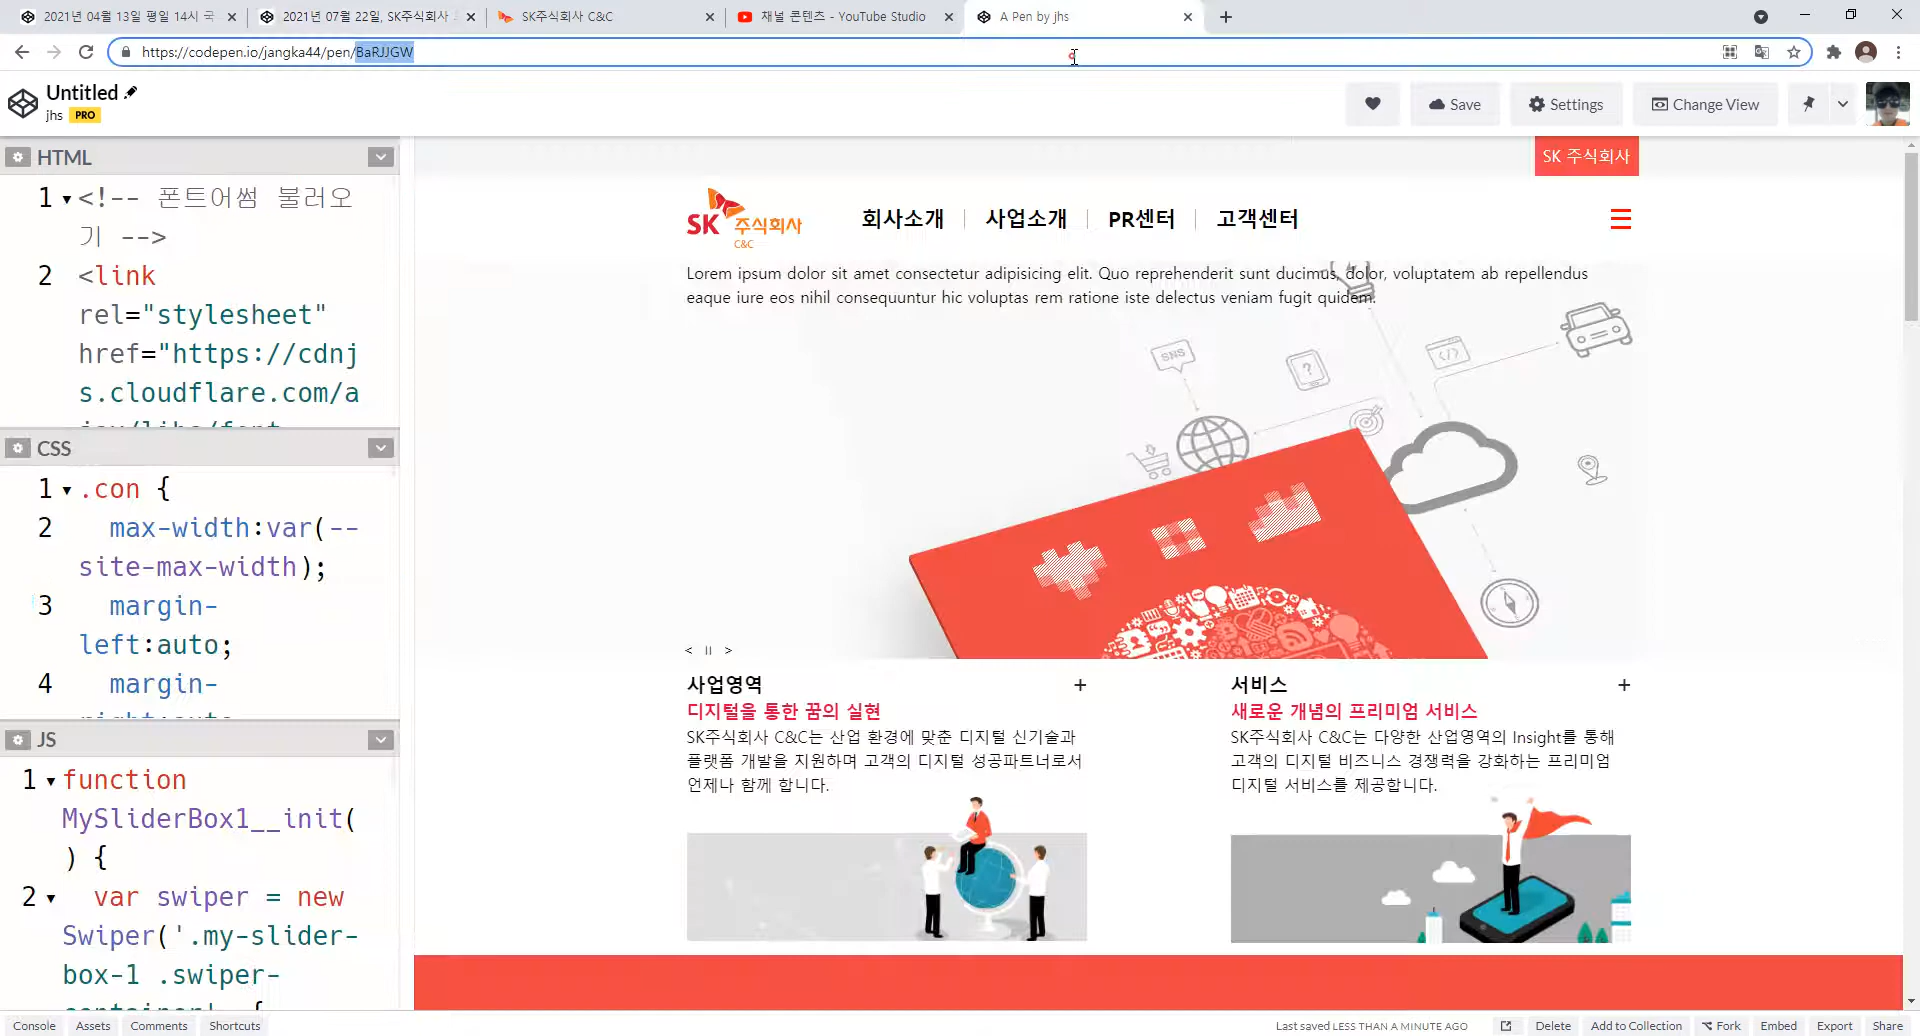 2021년 04월 13일 평일 14시 국
2021년 07월 22일, SK주식회사
SK주식회사 C&C
채널 콘텐츠 - YouTube Studio
A Pen by jhs
https://codepen.io/jangka44/pen/BaRJJGW
Untitled
jhs PRO
Save
Settings
Change View
HTML
1 <!-- 폰트어썸 불러오
기 -->
2 <link
rel="stylesheet"
href="https://cdnj
s.cloudflare.com/a
CSS
1 .con {
2 max-width:var(--
site-max-width);
3 margin-
left:auto;
4 margin-
right:auto
JS
1 function
MySliderBox1__init(
) {
2 var swiper = new
Swiper('.my-slider-
box-1 .swiper-
container', {
SK 주식회사
SK 주식회사
C&C
회사소개
사업소개
PR센터
고객센터
Lorem ipsum dolor sit amet consectetur adipisicing elit. Quo reprehenderit sunt ducimus, dolor, voluptatem ab repellendus
eaque iure eos nihil consequuntur hic voluptas rem ratione iste delectus veniam fugit quidem.
SNS
?
</>
< II >
사업영역 +
디지털을 통한 꿈의 실현
SK주식회사 C&C는 산업 환경에 맞춘 디지털 신기술과
플랫폼 개발을 지원하며 고객의 디지털 성공파트너로서
언제나 함께 합니다.
서비스 +
새로운 개념의 프리미엄 서비스
SK주식회사 C&C는 다양한 산업영역의 Insight를 통해
고객의 디지털 비즈니스 경쟁력을 강화하는 프리미엄
디지털 서비스를 제공합니다.
Console
Assets
Comments
Shortcuts
Last saved LESS THAN A MINUTE AGO
Delete
Add to Collection
Fork
Embed
Export
Share